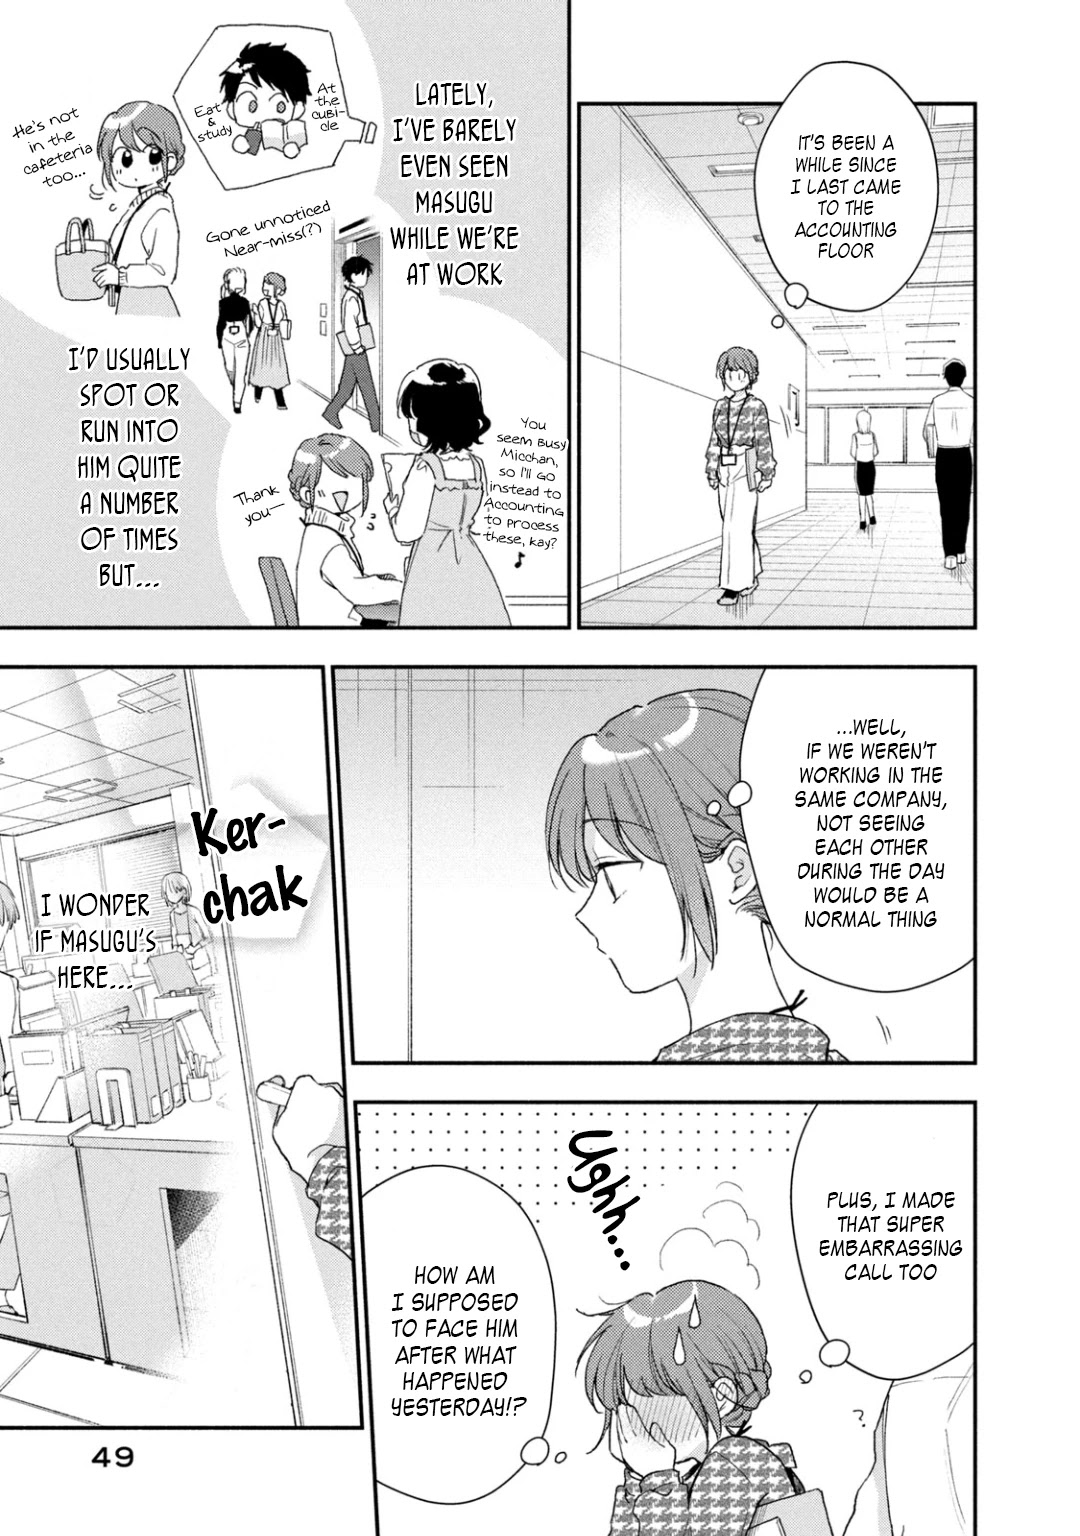 IT'S BEEN A
WHILE SINCE
I LAST CAME
TO THE
ACCOUNTING
FLOOR
LATELY,
I'VE BARELY
EVEN SEEN
MASUGU
WHILE WE'RE
AT WORK
At
the
cubi-
cle
Eat
&
study
He's not
in the
cafeteria
too...
Gone unnoticed
Near-miss(?)
You
seem busy
Micchan,
so I'll go
instead to
Accounting
to process
these, kay?
Thank
you—
I'D USUALLY
SPOT OR
RUN INTO
HIM QUITE
A NUMBER
OF TIMES
BUT...
...WELL,
IF WE WEREN'T
WORKING IN THE
SAME COMPANY,
NOT SEEING
EACH OTHER
DURING THE DAY
WOULD BE A
NORMAL THING
PLUS, I MADE
THAT SUPER
EMBARRASSING
CALL TOO
Ughh...
?
HOW AM
I SUPPOSED
TO FACE HIM
AFTER WHAT
HAPPENED
YESTERDAY!?
Ker-
chak
I WONDER
IF MASUGU'S
HERE...
49